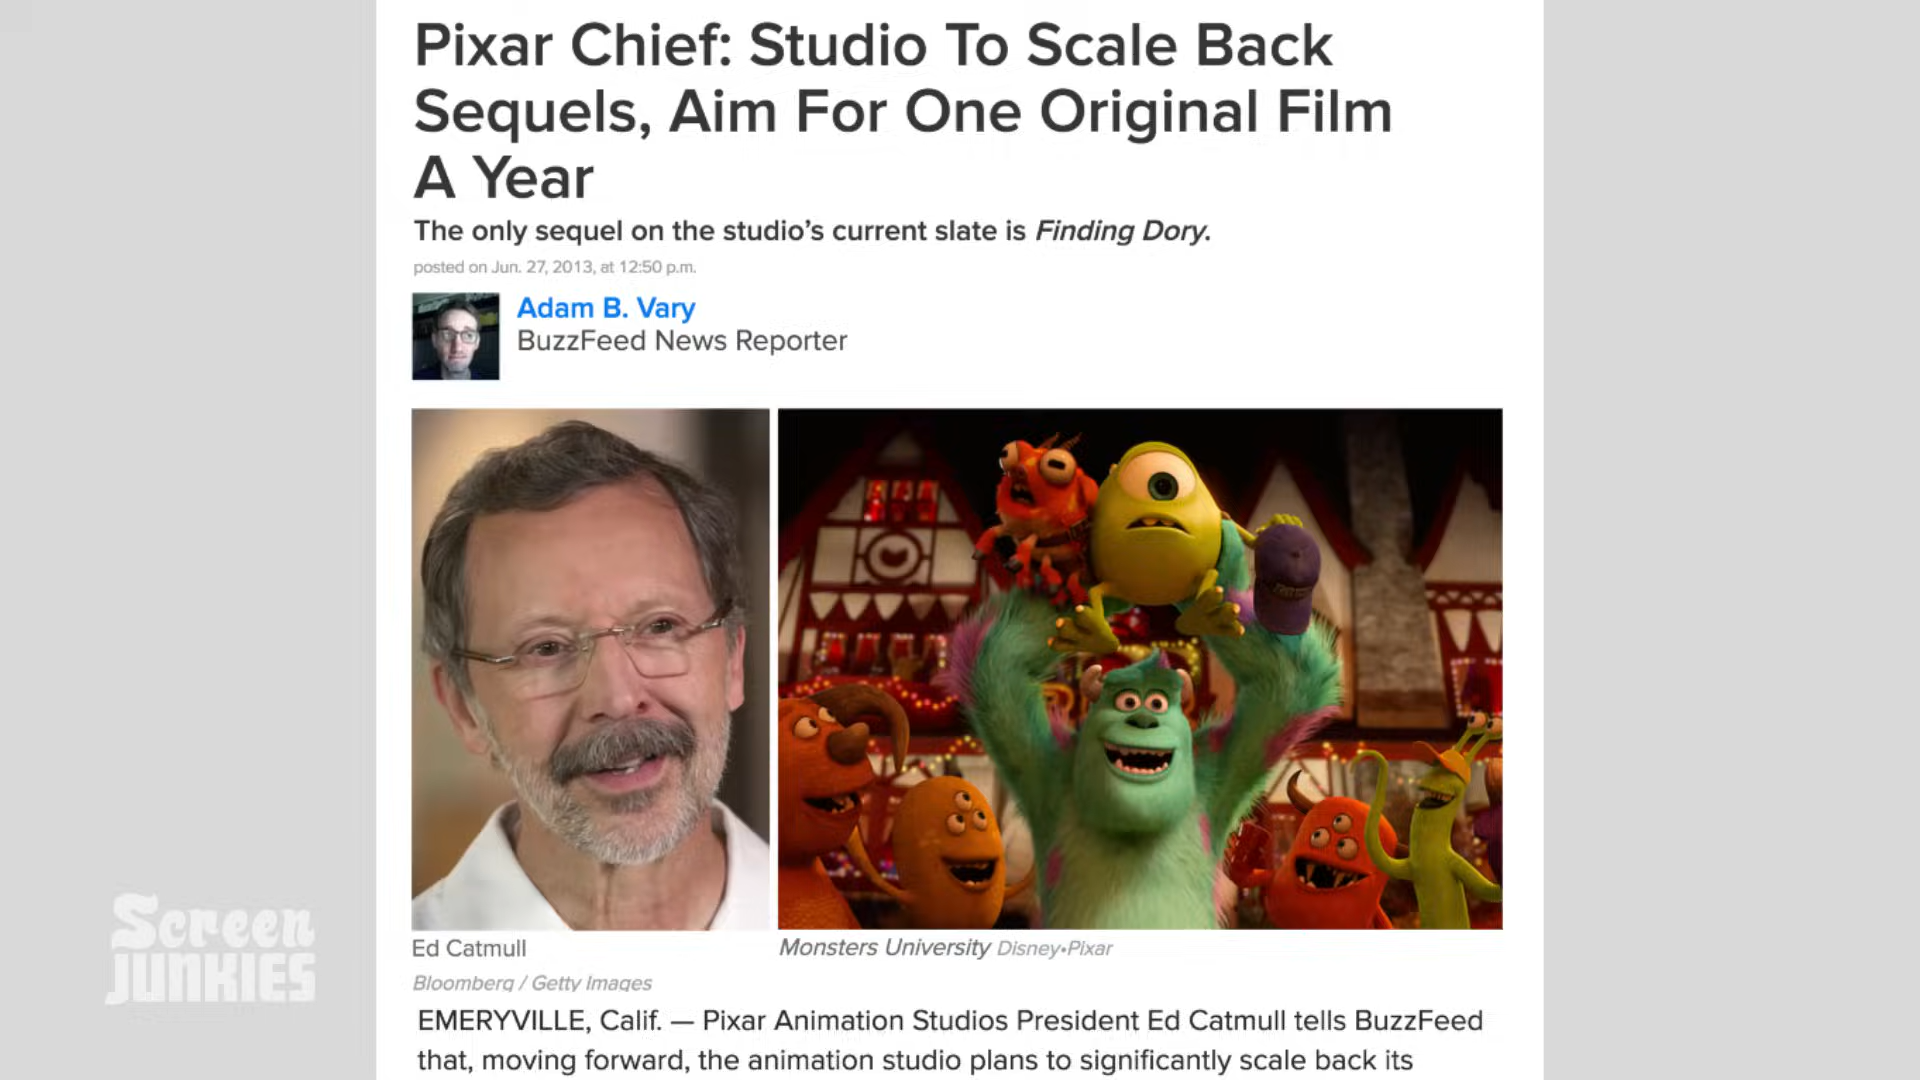 Pixar Chief: Studio To Scale Back
Sequels, Aim For One Original Film
A Year
The only sequel on the studio's current slate is Finding Dory.
posted on Jun. 27, 2013, at 12:50 p.m.
Adam B. Vary
BuzzFeed News Reporter
Ed Catmull
Bloomberg / Getty Images
Monsters University Disney•Pixar
EMERYVILLE, Calif. — Pixar Animation Studios President Ed Catmull tells BuzzFeed
that, moving forward, the animation studio plans to significantly scale back its
Screen
JUNKIES